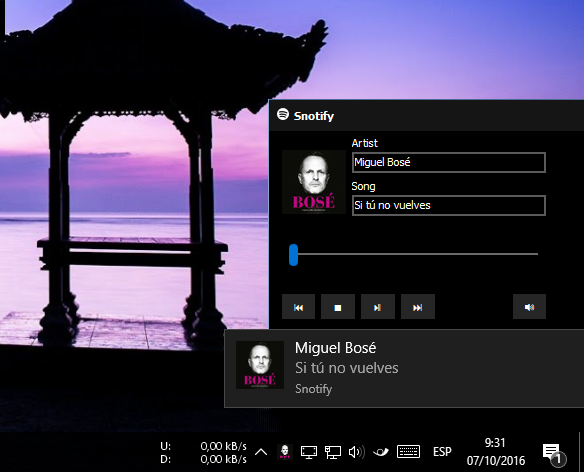 Snotify
Artist
Miguel Bosé
BOSÉ
Song
Si tú no vuelves
Miguel Bosé
Si tú no vuelves
BOSÉ
Snotify
U: 0,00 kB/s
D: 0,00 kB/s
ESP
9:31
07/10/2016
1